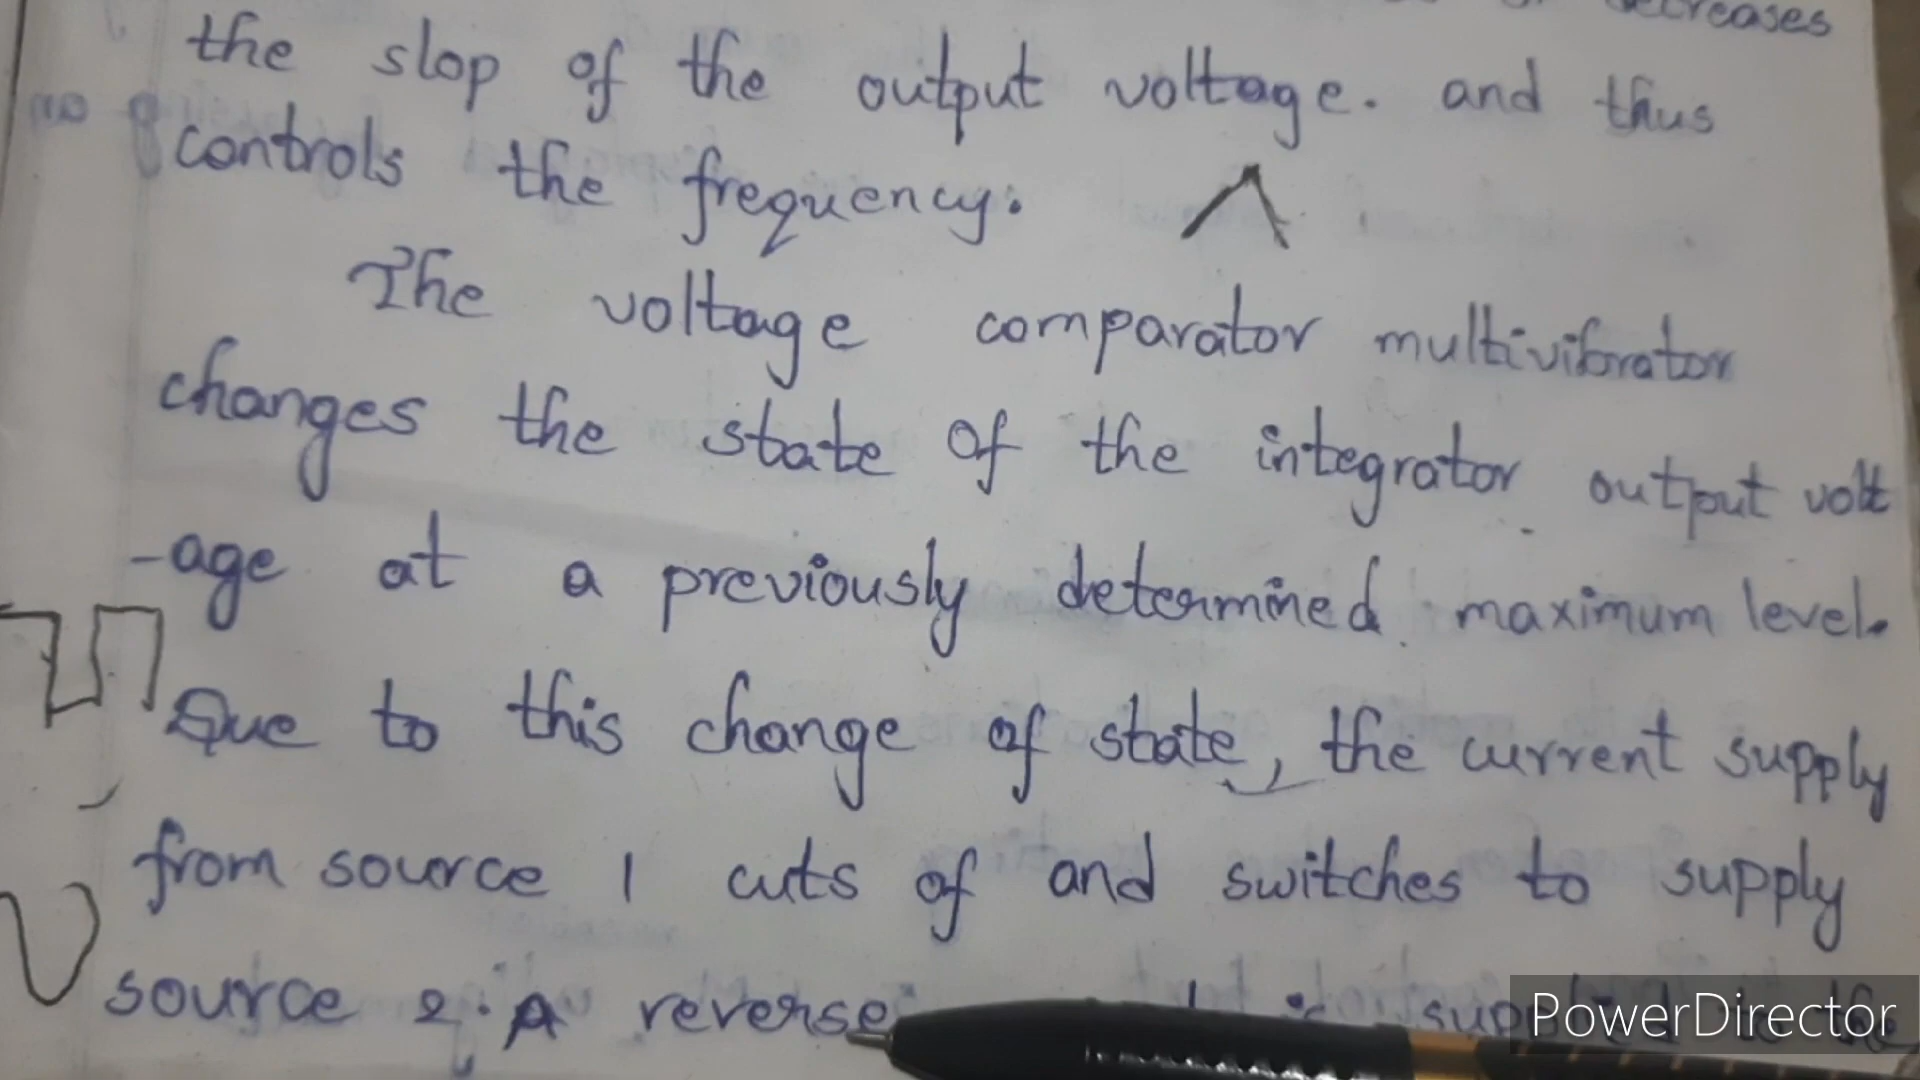 decreases
the slop of the output voltage. and thus
controls the frequency.
The voltage comparator multivibrator
changes the state of the integrator output volt
-age at a previously determined maximum level.
Due to this change of state, the current supply
from source 1 cuts of and switches to supply
source 2. A reverse
PowerDirector